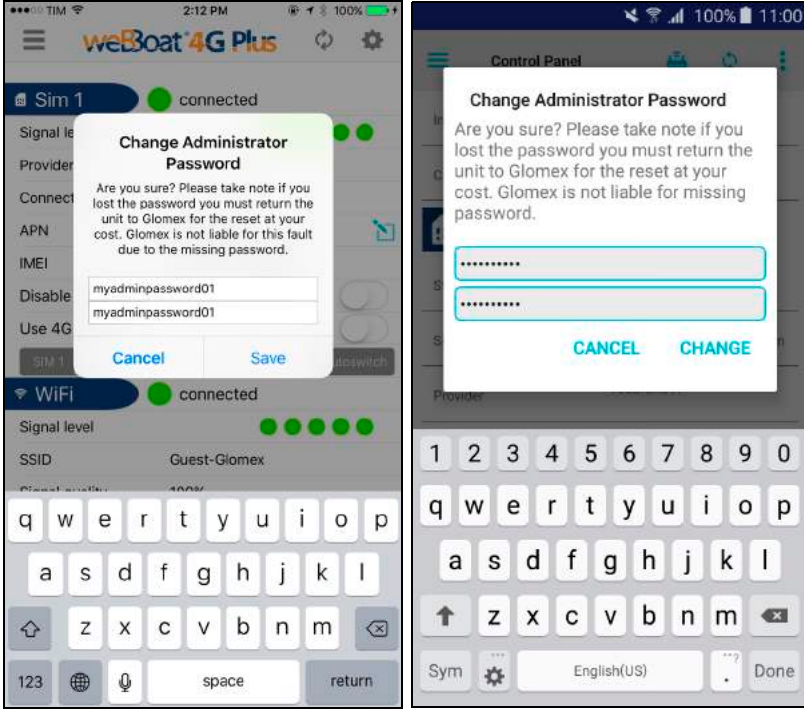 TIM 2:12 PM 100%
weBBoat 4G Plus
Sim 1 connected
Signal le
Provider
Connect
APN
IMEI
Disable
Use 4G
SIM 1 utoswitch
Change Administrator
Password
Are you sure? Please take note if you
lost the password you must return the
unit to Glomex for the reset at your
cost. Glomex is not liable for this fault
due to the missing password.
myadminpassword01
myadminpassword01
Cancel Save
WiFi connected
Signal level
SSID Guest-Glomex
Signal quality 100%
q w e r t y u i o p
a s d f g h j k l
z x c v b n m
123 space return
100% 11:00
Control Panel
Change Administrator Password
Are you sure? Please take note if you
lost the password you must return the
unit to Glomex for the reset at your
cost. Glomex is not liable for missing
password.
••••••••••
••••••••••
CANCEL CHANGE
Provider
1 2 3 4 5 6 7 8 9 0
q w e r t y u i o p
a s d f g h j k l
z x c v b n m
Sym English(US) . Done